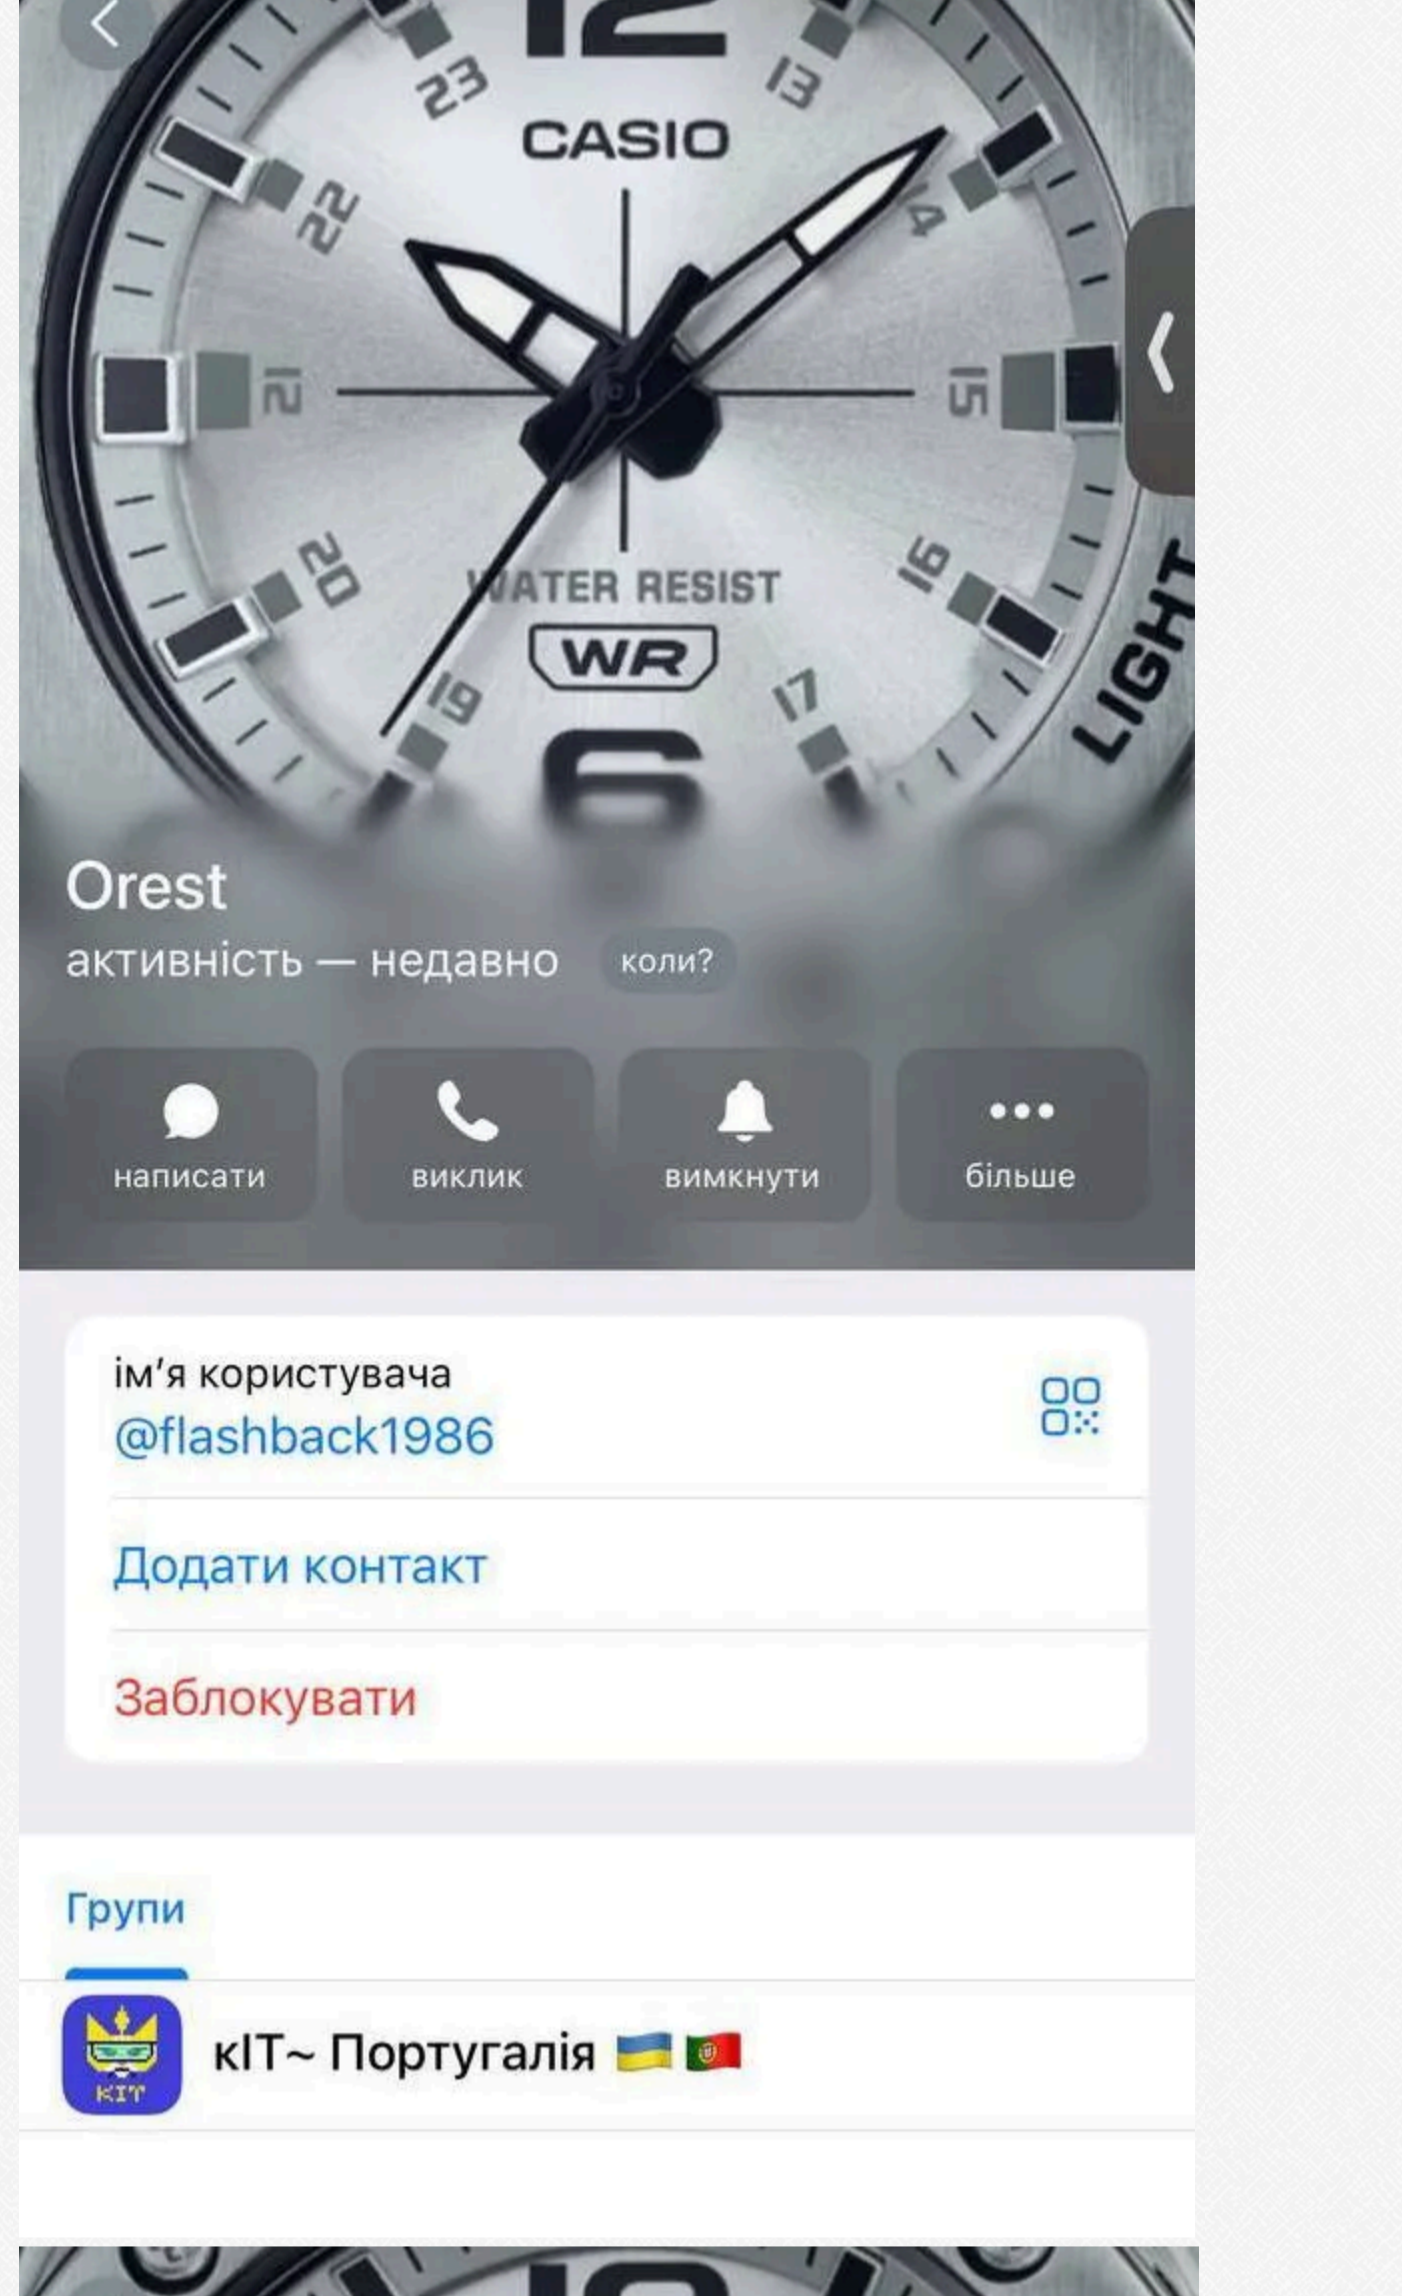 12
23
13
CASIO
22
14
21
15
20
16
WATER RESIST
WR
LIGHT
19
17
6
Orest
активність — недавно коли?
написати
виклик
вимкнути
більше
ім’я користувача
@flashback1986
Додати контакт
Заблокувати
Групи
KIT
кІТ~ Португалія 🇺🇦🇵🇹